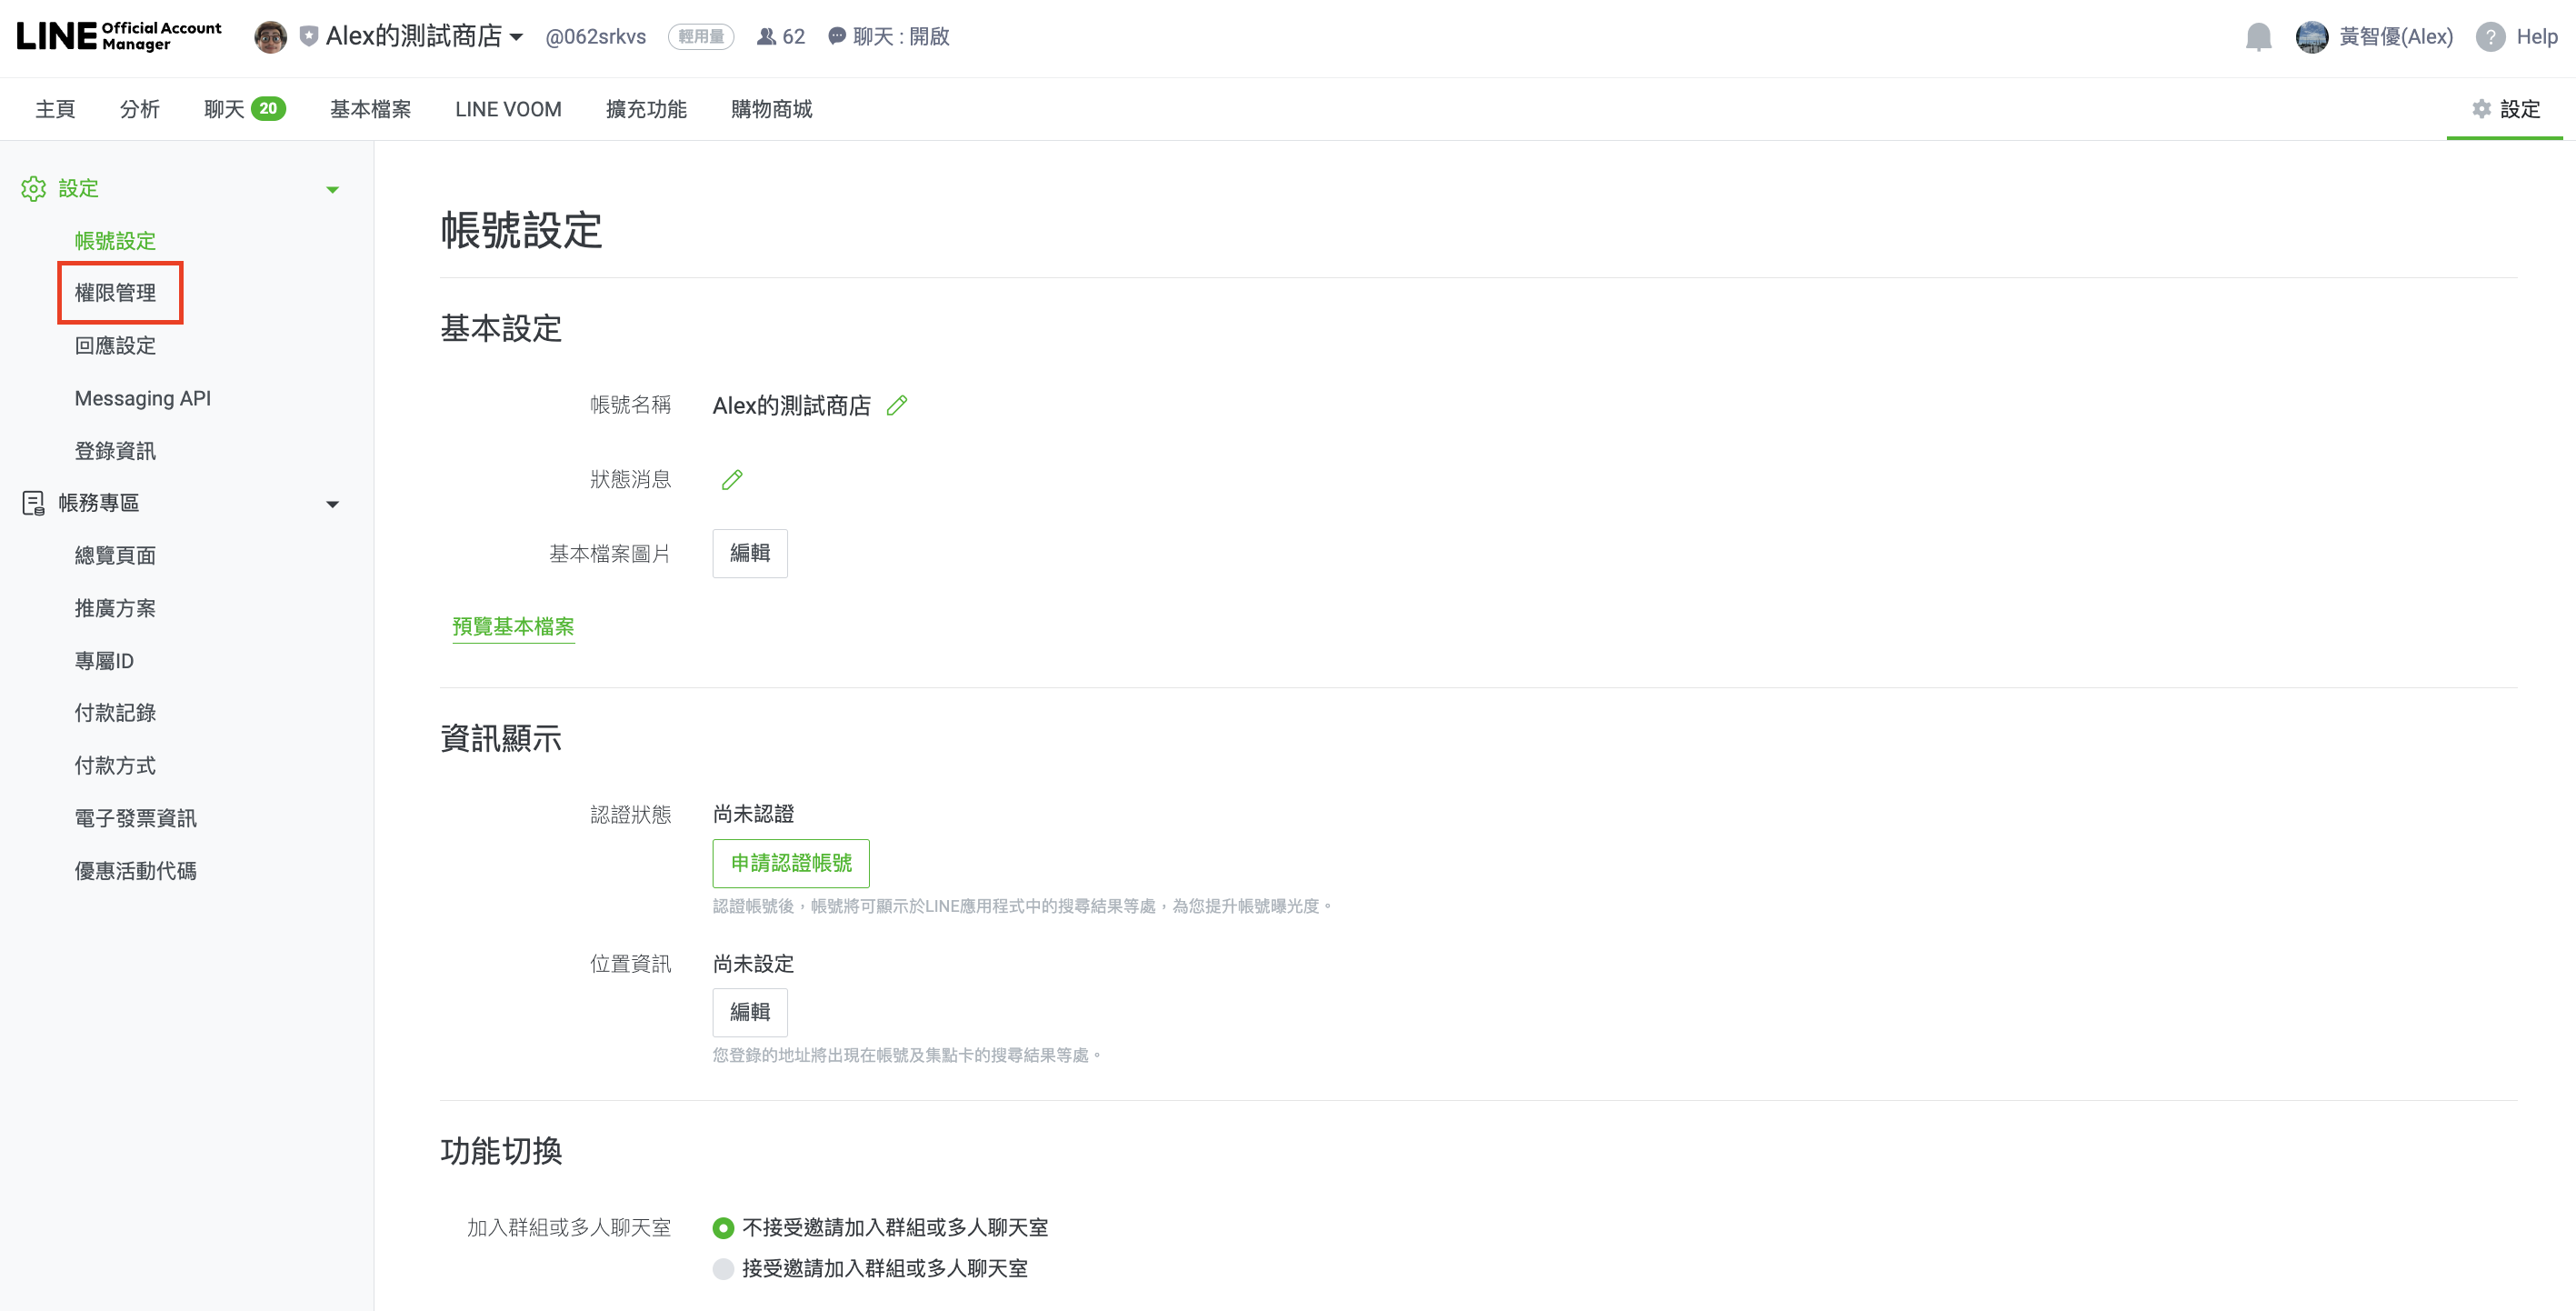 LINE Official Account Manager
Alex的測試商店
@062srkvs
輕用量
62
聊天 : 開啟
黃智優(Alex)
? Help
主頁
分析
聊天 20
基本檔案
LINE VOOM
擴充功能
購物商城
設定
設定
帳號設定
權限管理
回應設定
Messaging API
登錄資訊
帳務專區
總覽頁面
推廣方案
專屬ID
付款記錄
付款方式
電子發票資訊
優惠活動代碼
帳號設定
基本設定
帳號名稱 Alex的測試商店
狀態消息
基本檔案圖片 編輯
預覽基本檔案
資訊顯示
認證狀態 尚未認證
申請認證帳號
認證帳號後，帳號將可顯示於LINE應用程式中的搜尋結果等處，為您提升帳號曝光度。
位置資訊 尚未設定
編輯
您登錄的地址將出現在帳號及集點卡的搜尋結果等處。
功能切換
加入群組或多人聊天室 不接受邀請加入群組或多人聊天室
接受邀請加入群組或多人聊天室